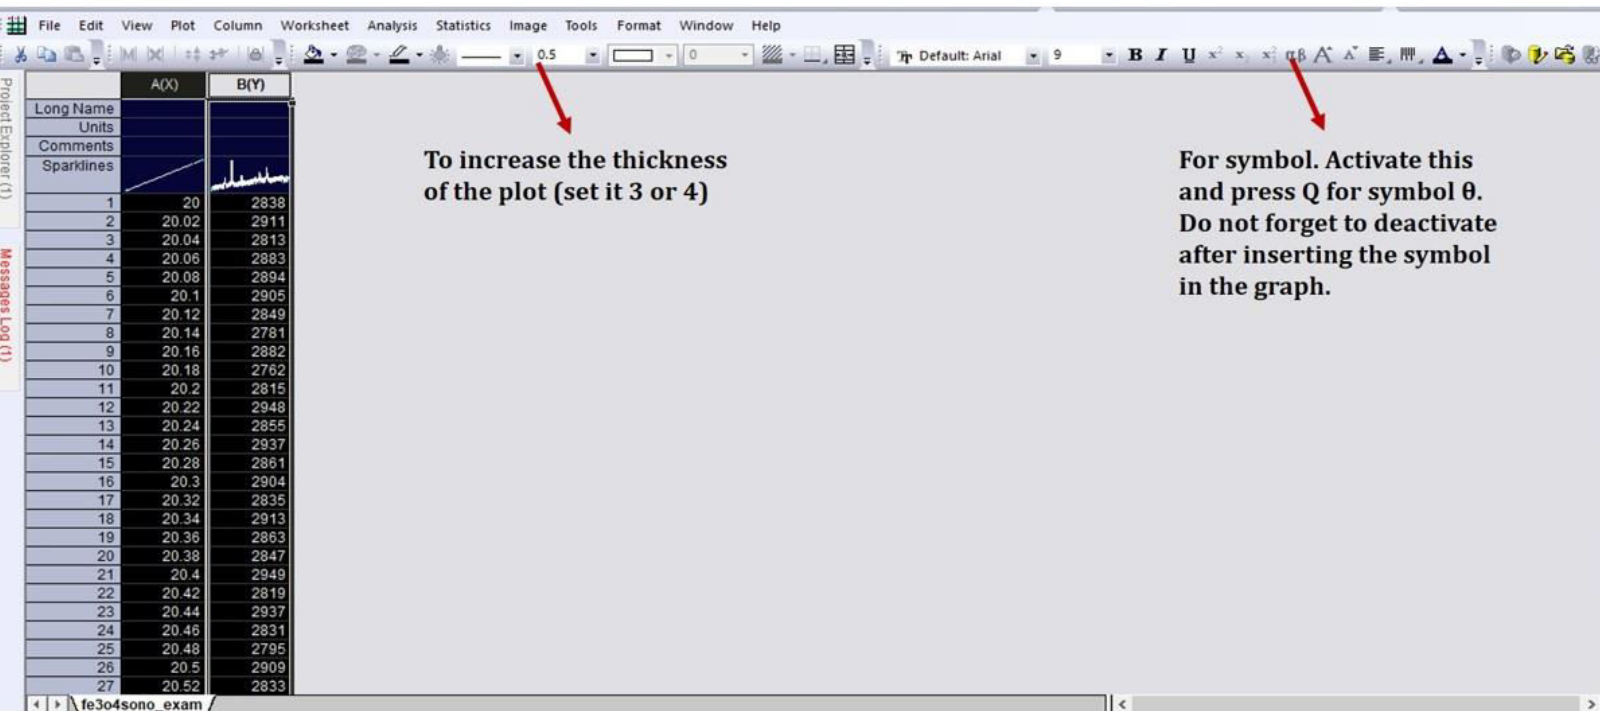 File Edit View Plot Column Worksheet Analysis Statistics Image Tools Format Window Help
0.5 0 Default: Arial 9 B I U x² x₂ αβ A A A
Project Explorer (1)
Messages Log (1)
A(X) B(Y)
Long Name
Units
Comments
Sparklines
1 20 2838
2 20.02 2911
3 20.04 2813
4 20.06 2883
5 20.08 2894
6 20.1 2905
7 20.12 2849
8 20.14 2781
9 20.16 2882
10 20.18 2762
11 20.2 2815
12 20.22 2948
13 20.24 2855
14 20.26 2937
15 20.28 2861
16 20.3 2904
17 20.32 2835
18 20.34 2913
19 20.36 2863
20 20.38 2847
21 20.4 2949
22 20.42 2819
23 20.44 2937
24 20.46 2831
25 20.48 2795
26 20.5 2909
27 20.52 2833
fe3o4sono_exam
To increase the thickness
of the plot (set it 3 or 4)
For symbol. Activate this
and press Q for symbol θ.
Do not forget to deactivate
after inserting the symbol
in the graph.